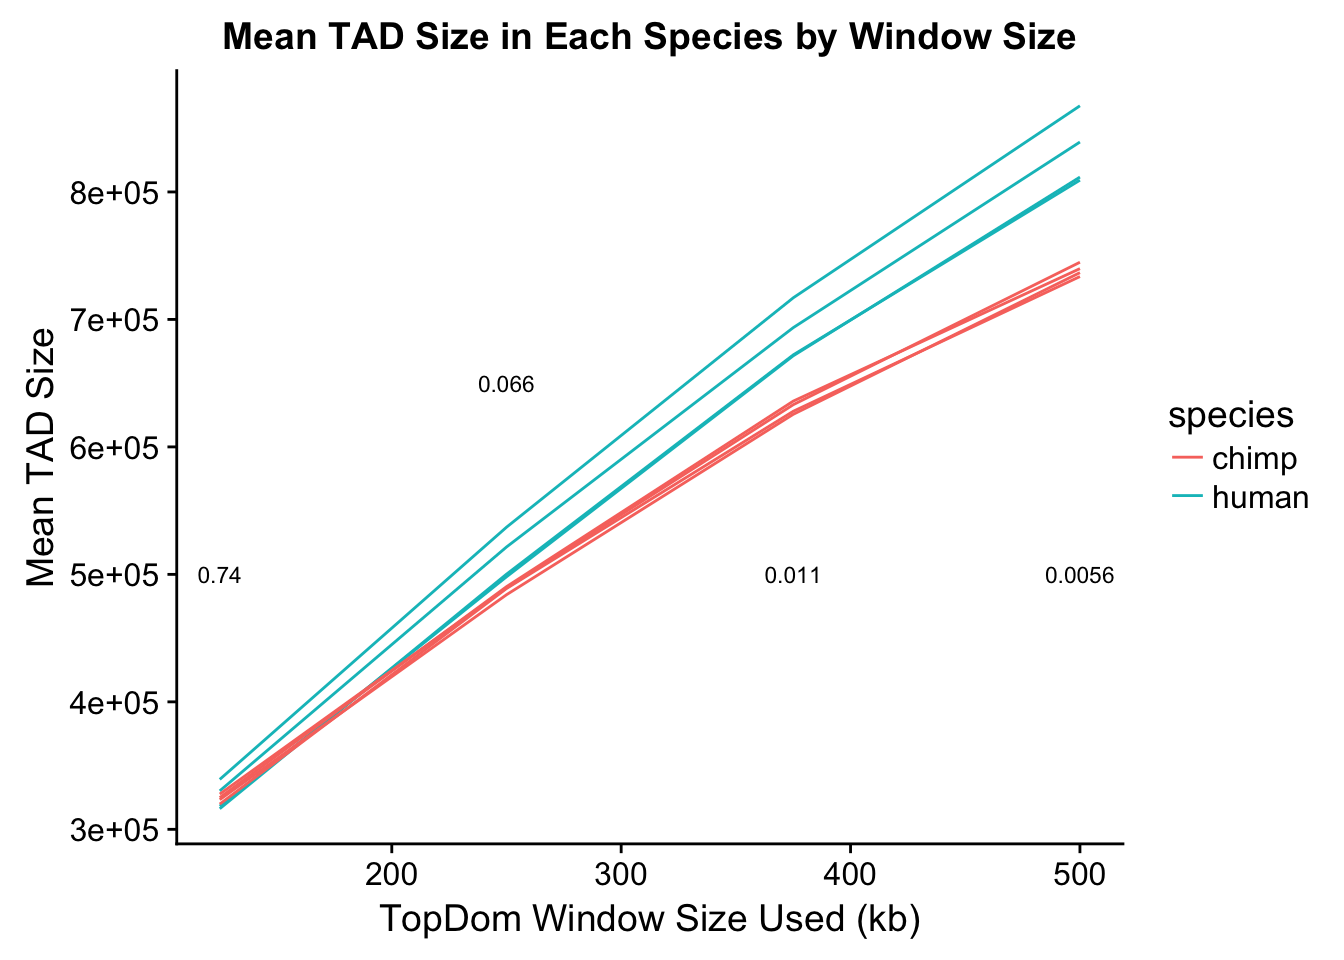 Mean TAD Size in Each Species by Window Size
Mean TAD Size
8e+05
7e+05
6e+05
5e+05
4e+05
3e+05
0.74
0.066
0.011
0.0056
200
300
400
500
TopDom Window Size Used (kb)
species
chimp
human